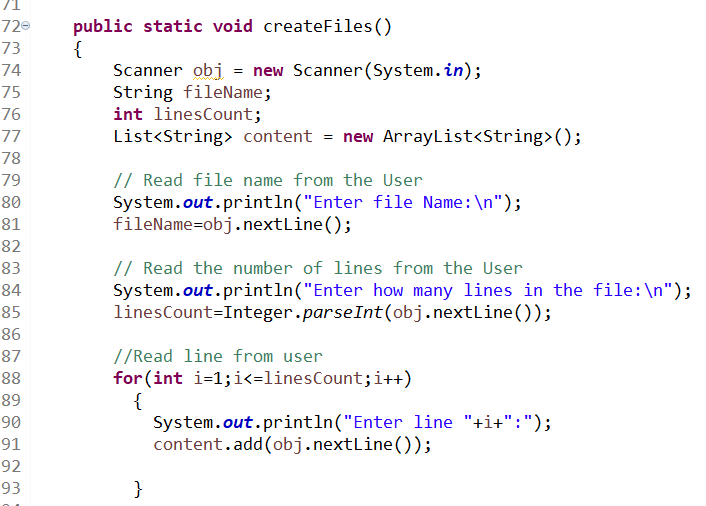 71
72 public static void createFiles()
73 {
74 Scanner obj = new Scanner(System.in);
75 String fileName;
76 int linesCount;
77 List<String> content = new ArrayList<String>();
78
79 // Read file name from the User
80 System.out.println("Enter file Name:\n");
81 fileName=obj.nextLine();
82
83 // Read the number of lines from the User
84 System.out.println("Enter how many lines in the file:\n");
85 linesCount=Integer.parseInt(obj.nextLine());
86
87 //Read line from user
88 for(int i=1;i<=linesCount;i++)
89 {
90 System.out.println("Enter line "+i+":");
91 content.add(obj.nextLine());
92
93 }